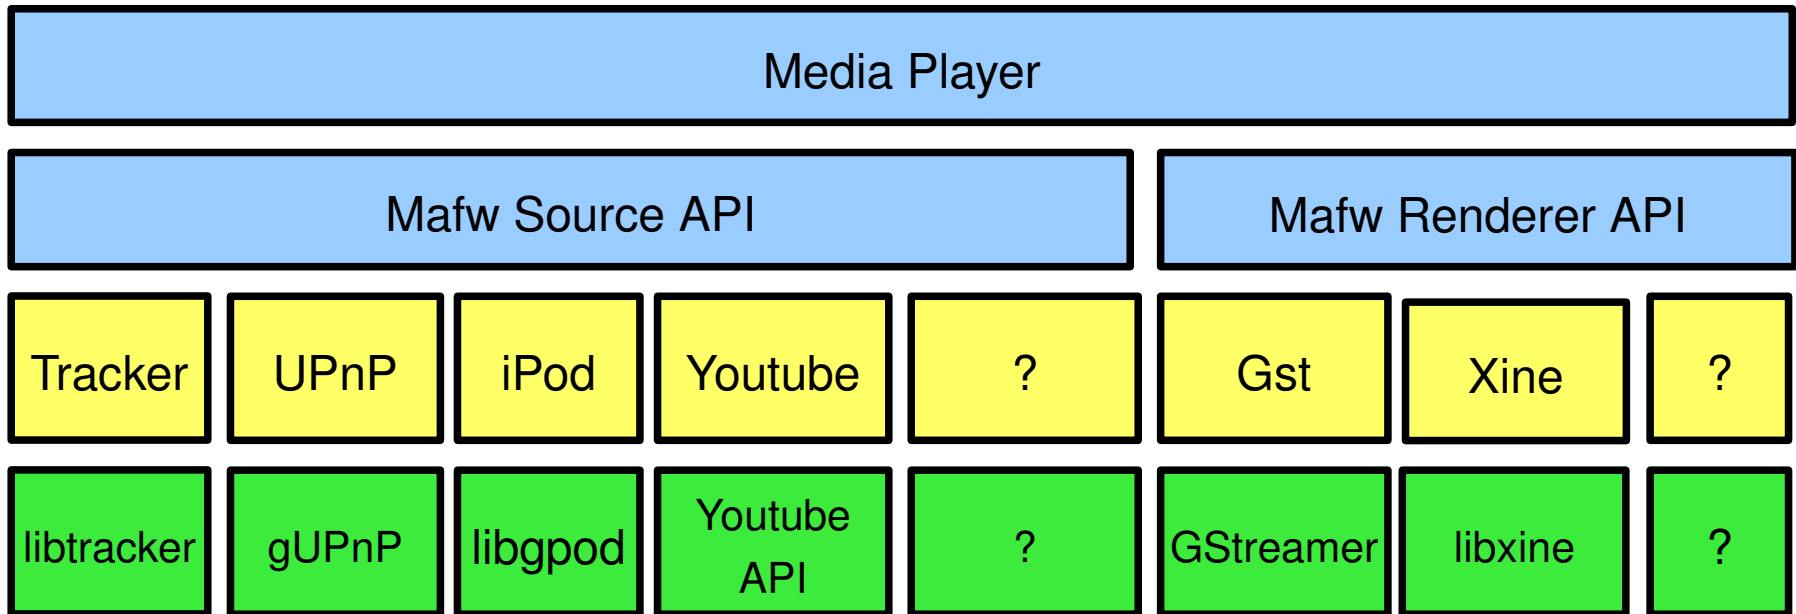 Media Player
Mafw Source API
Mafw Renderer API
Tracker
UPnP
iPod
Youtube
?
Gst
Xine
?
libtracker
gUPnP
libgpod
Youtube
API
?
GStreamer
libxine
?